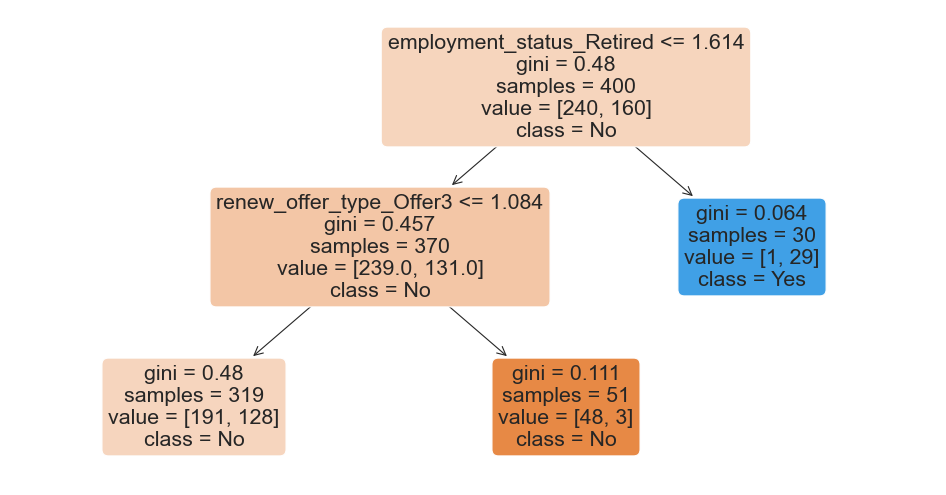 employment_status_Retired <= 1.614
gini = 0.48
samples = 400
value = [240, 160]
class = No
renew_offer_type_Offer3 <= 1.084
gini = 0.457
samples = 370
value = [239.0, 131.0]
class = No
gini = 0.064
samples = 30
value = [1, 29]
class = Yes
gini = 0.48
samples = 319
value = [191, 128]
class = No
gini = 0.111
samples = 51
value = [48, 3]
class = No